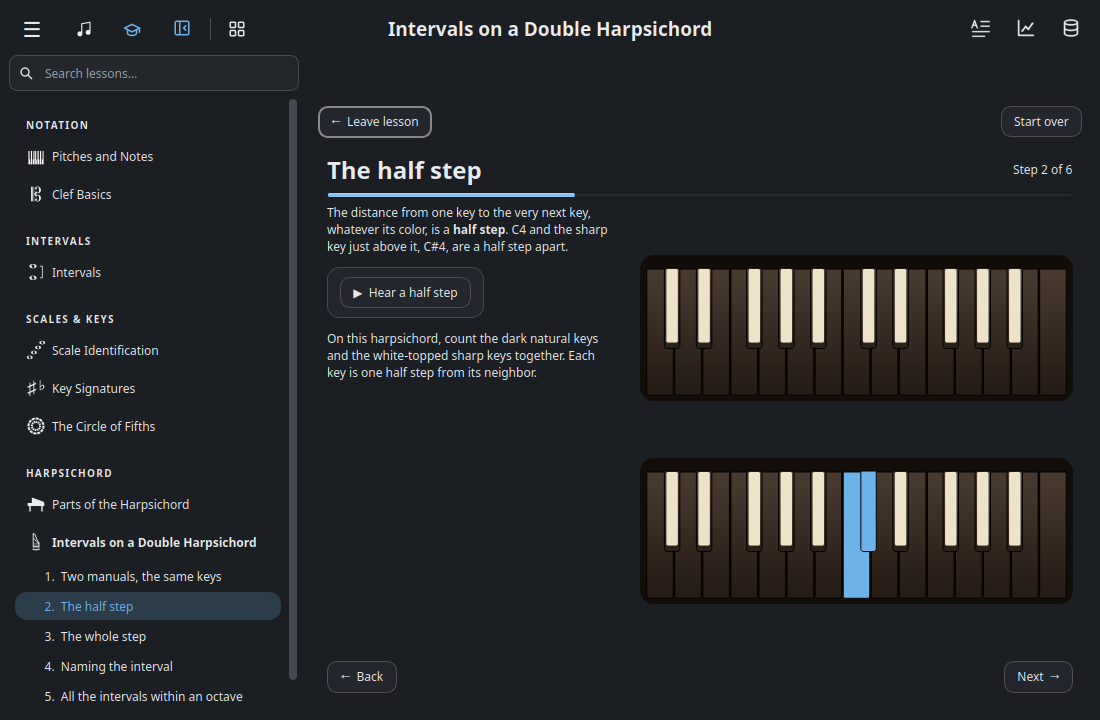 Intervals on a Double Harpsichord
Search lessons...
NOTATION
Pitches and Notes
Clef Basics
INTERVALS
Intervals
SCALES & KEYS
Scale Identification
Key Signatures
The Circle of Fifths
HARPSICHORD
Parts of the Harpsichord
Intervals on a Double Harpsichord
1. Two manuals, the same keys
2. The half step
3. The whole step
4. Naming the interval
5. All the intervals within an octave
← Leave lesson
Start over
The half step
Step 2 of 6
The distance from one key to the very next key,
whatever its color, is a half step. C4 and the sharp
key just above it, C#4, are a half step apart.
▶ Hear a half step
On this harpsichord, count the dark natural keys
and the white-topped sharp keys together. Each
key is one half step from its neighbor.
← Back
Next →